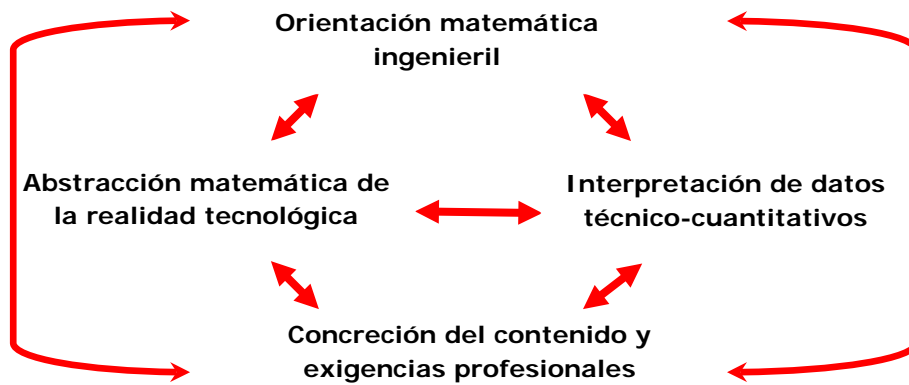 Orientación matemática
ingenieril
Abstracción matemática de
la realidad tecnológica
Interpretación de datos
técnico-cuantitativos
Concreción del contenido y
exigencias profesionales